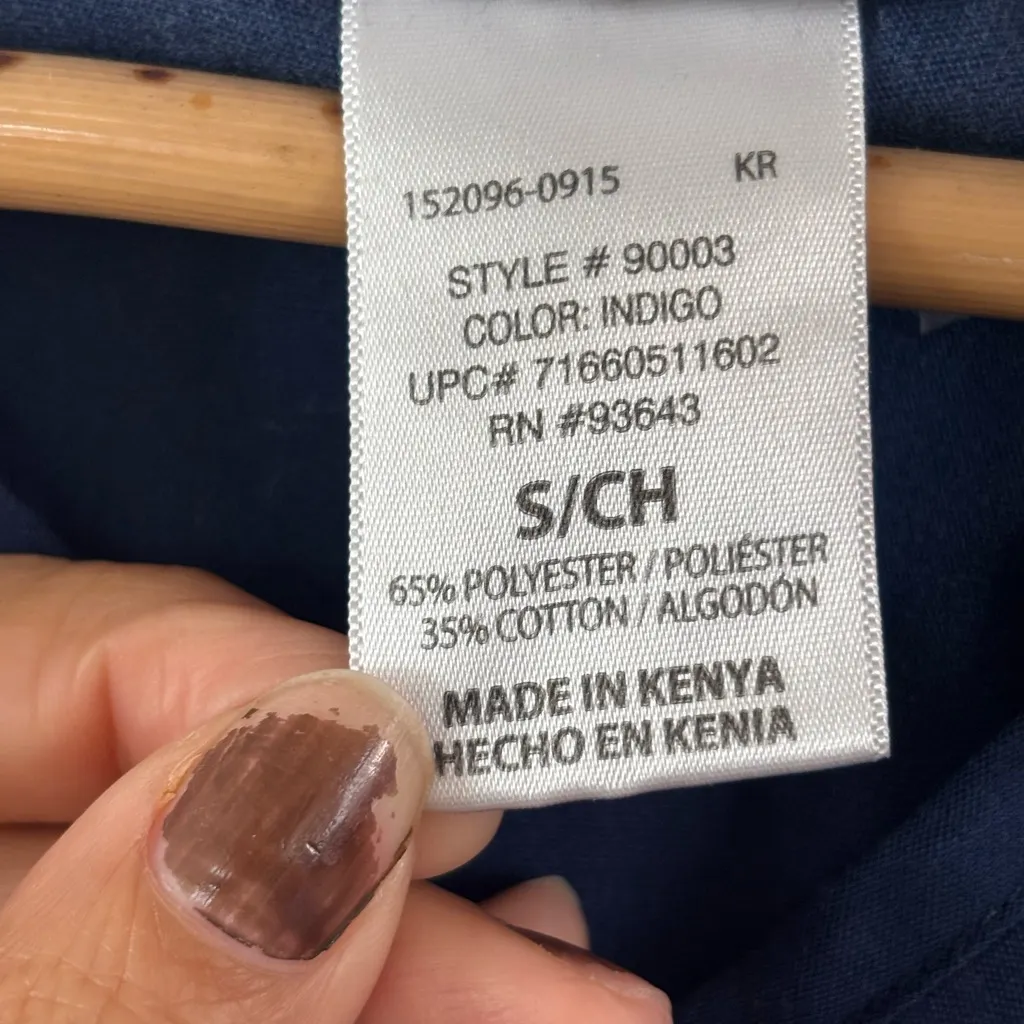 152096-0915 KR
STYLE # 90003
COLOR: INDIGO
UPC# 71660511602
RN #93643
S/CH
65% POLYESTER / POLIÉSTER
35% COTTON / ALGODÓN
MADE IN KENYA
HECHO EN KENIA